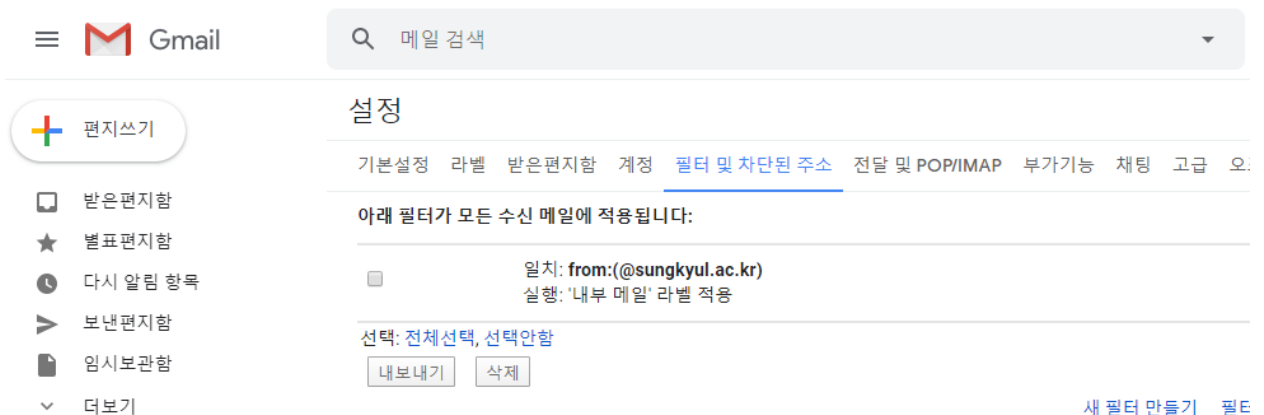 Gmail
메일 검색
편지쓰기
받은편지함
별표편지함
다시 알림 항목
보낸편지함
임시보관함
더보기
설정
기본설정 라벨 받은편지함 계정 필터 및 차단된 주소 전달 및 POP/IMAP 부가기능 채팅 고급
아래 필터가 모든 수신 메일에 적용됩니다:
일치: from:(@sungkyul.ac.kr)
실행: '내부 메일' 라벨 적용
선택: 전체선택, 선택안함
내보내기 삭제
새 필터 만들기 필터